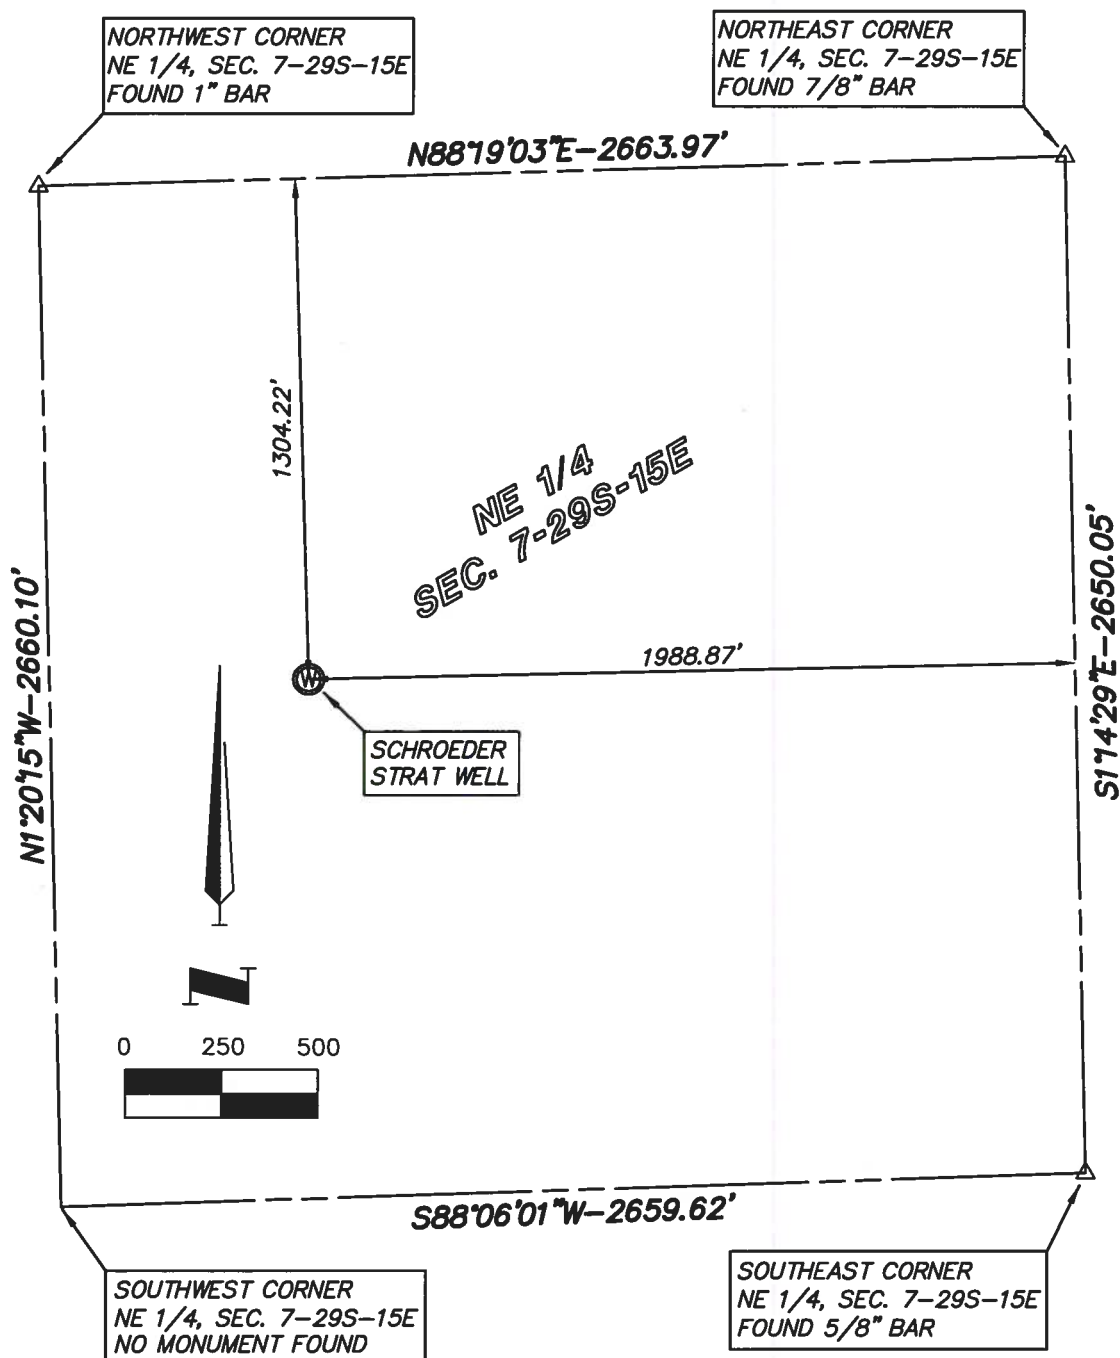 NORTHWEST CORNER
NE 1/4, SEC. 7-29S-15E
FOUND 1" BAR
NORTHEAST CORNER
NE 1/4, SEC. 7-29S-15E
FOUND 7/8" BAR
N88°19'03"E-2663.97'
1304.22'
NE 1/4
SEC. 7-29S-15E
N1°20'15"W-2660.10'
S1°14'29"E-2650.05'
1988.87'
W
SCHROEDER
STRAT WELL
N
0 250 500
S88°06'01"W-2659.62'
SOUTHWEST CORNER
NE 1/4, SEC. 7-29S-15E
NO MONUMENT FOUND
SOUTHEAST CORNER
NE 1/4, SEC. 7-29S-15E
FOUND 5/8" BAR